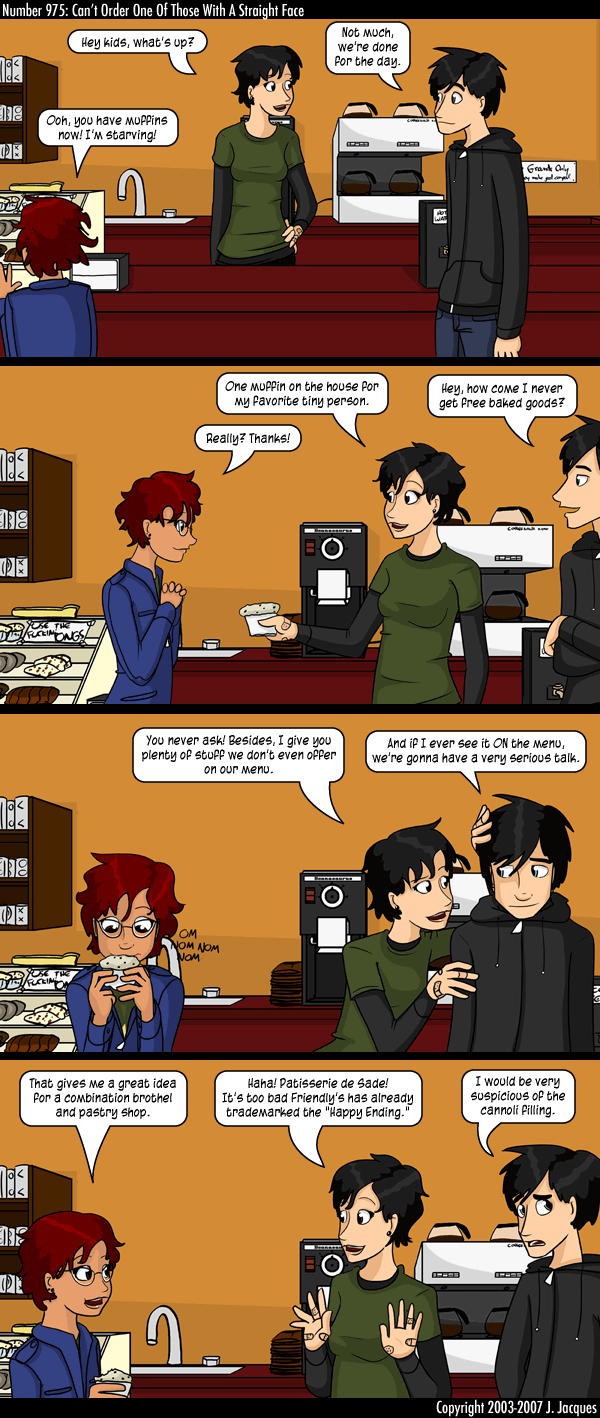 Number 975: Can't Order One Of Those With A Straight Face
Hey kids, what's up?
Not much,
we're done
for the day.
Ooh, you have muffins
now! I'm starving!
Grande Only
HOT
WATER
One muffin on the house for
my favorite tiny person.
Hey, how come I never
get free baked goods?
Really? Thanks!
USE THE
FUCKIN
TONGS
You never ask! Besides, I give you
plenty of stuff we don't even offer
on our menu.
And if I ever see it ON the menu,
we're gonna have a very serious talk.
OM
NOM NOM
NOM
USE THE
FUCKIN
That gives me a great idea
for a combination brothel
and pastry shop.
Haha! Patisserie de Sade!
It's too bad Friendly's has already
trademarked the "Happy Ending."
I would be very
suspicious of the
cannoli filling.
Copyright 2003-2007 J. Jacques